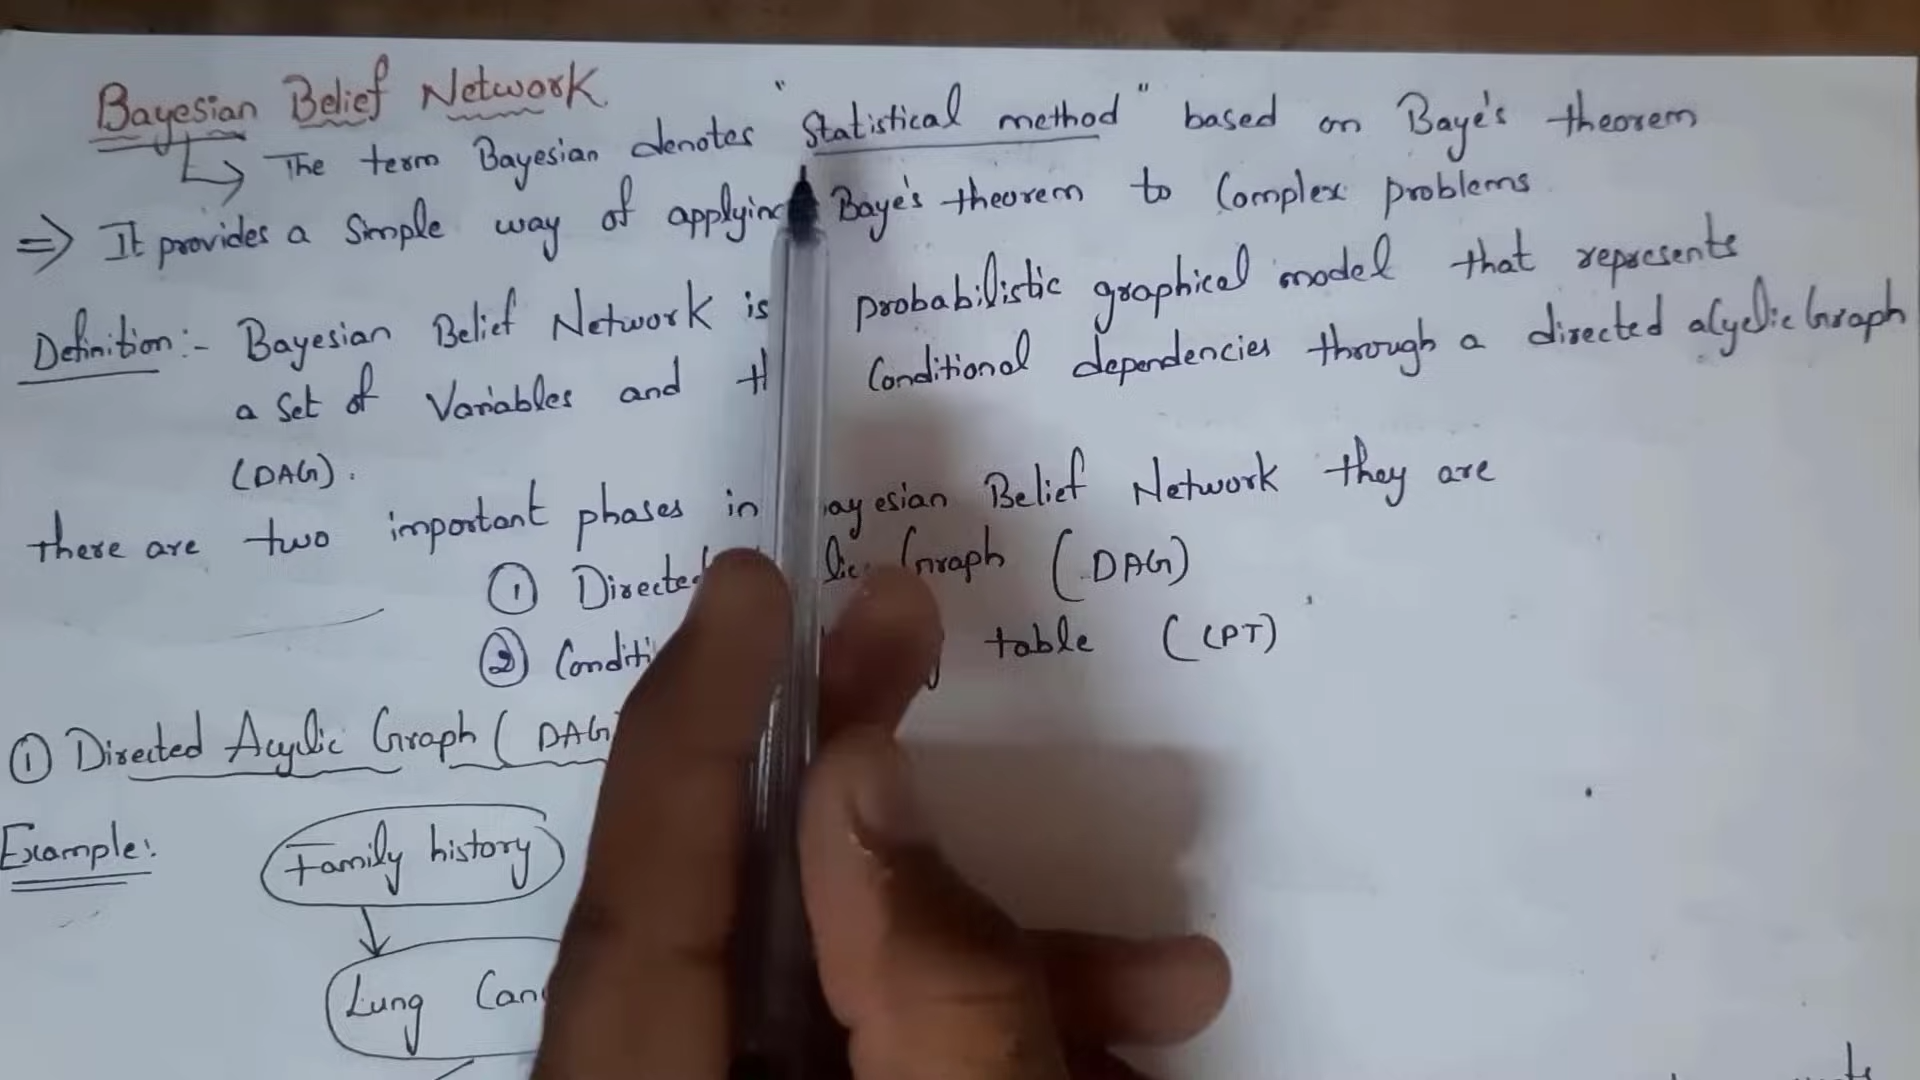 Bayesian Belief Network
The term Bayesian denotes "Statistical method" based on Baye's theorem
=> It provides a Simple way of applying Baye's theorem to Complex problems
Definition:- Bayesian Belief Network is probabilistic graphical model that represents
a Set of Variables and Conditional dependencies through a directed acyclic Graph
(DAG).
there are two important phases in ayesian Belief Network they are
① Directed Graph (DAG)
② Conditi table (CPT)
① Directed Acyclic Graph (DAG
Example:
Family history
Lung Can